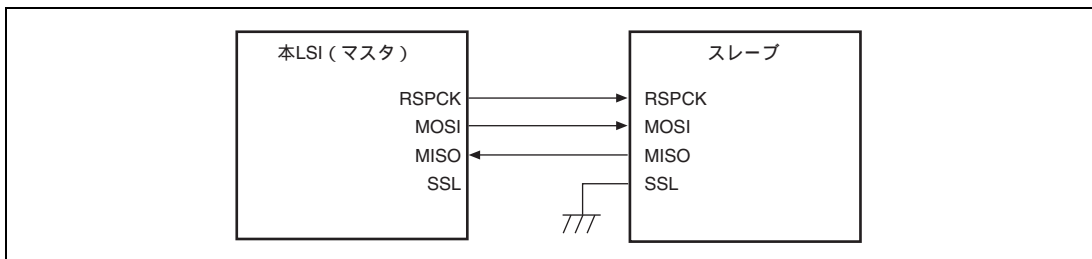 本LSI（マスタ）
RSPCK
MOSI
MISO
SSL
スレーブ
RSPCK
MOSI
MISO
SSL